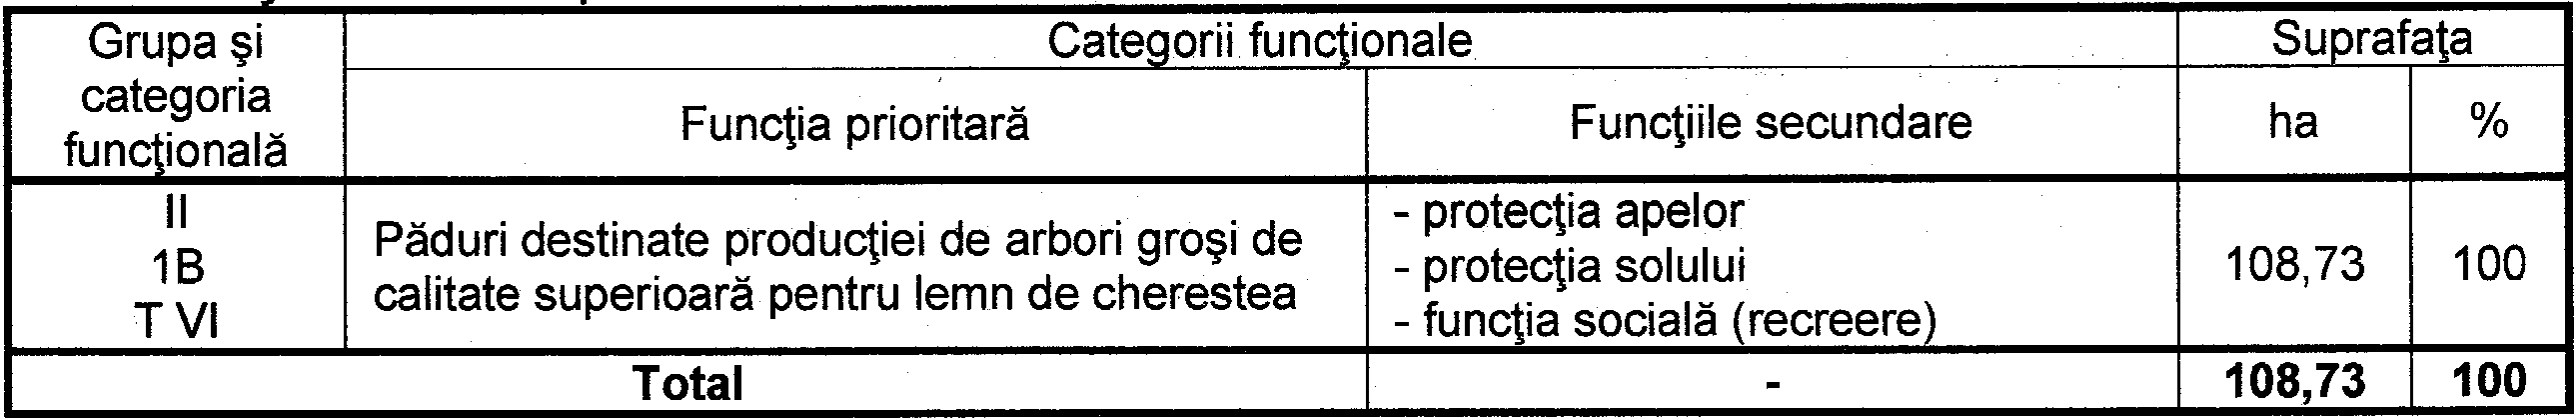 Grupa şi categoria funcţională
Categorii funcţionale
Suprafaţa
Funcţia prioritară
Funcţiile secundare
ha
%
II
1B
T VI
Păduri destinate producţiei de arbori groşi de
calitate superioară pentru lemn de cherestea
- protecţia apelor
- protecţia solului
- funcţia socială (recreere)
108,73
100
Total
-
108,73
100